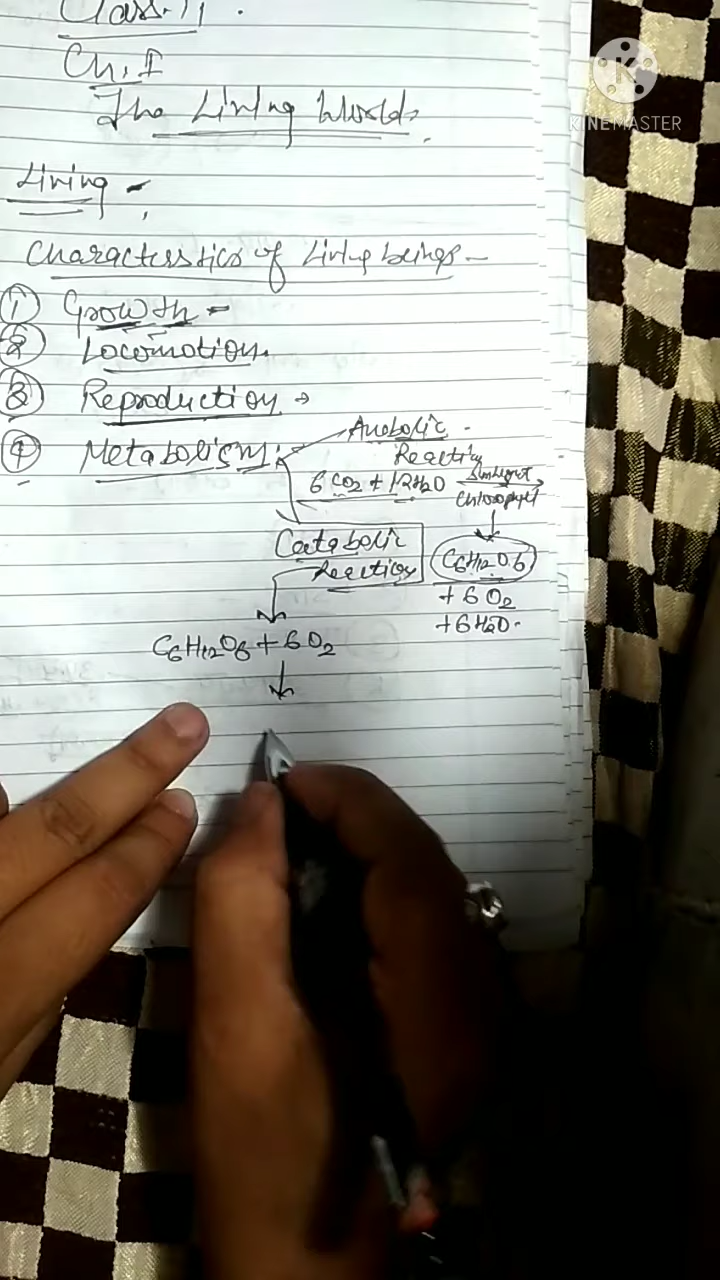 Class-11.
Ch. I
The Living World.
Living -
Characteristics of Living beings -
① Growth -
② Locomotion.
③ Reproduction →
④ Metabolism :
Anabolic
Reaction
6CO2 + 12H2O Sunlight
Chlorophyll
C6H12O6
+ 6O2
+ 6H2O.
Catabolic
Reaction
C6H12O6 + 6O2
KINEMASTER